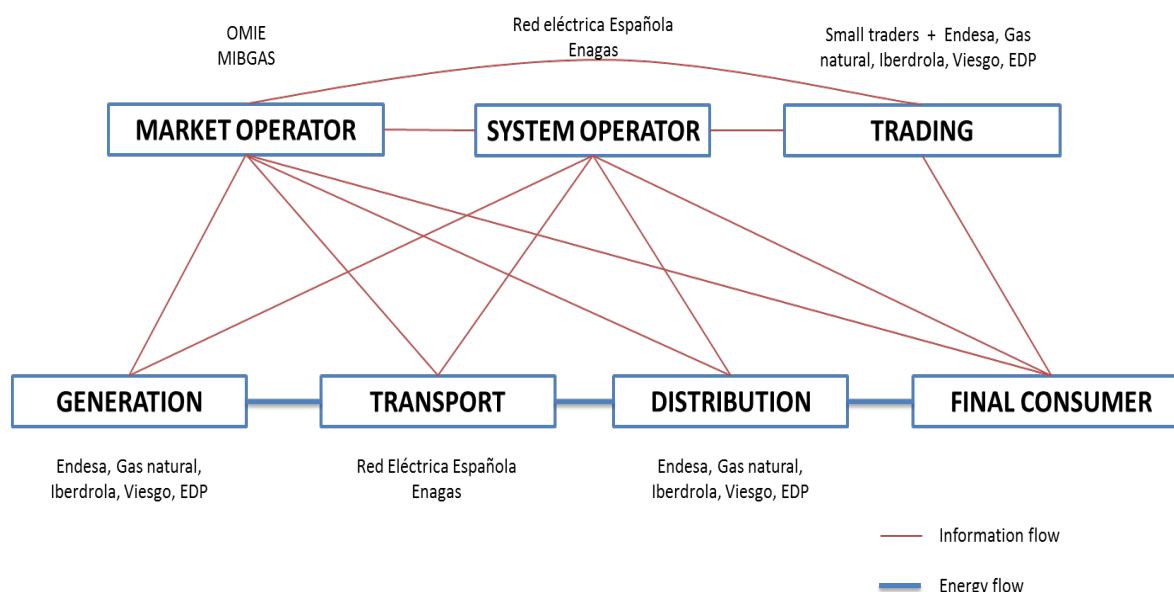 OMIE
MIBGAS
Red eléctrica Española
Enagas
Small traders + Endesa, Gas
natural, Iberdrola, Viesgo, EDP
MARKET OPERATOR
SYSTEM OPERATOR
TRADING
GENERATION
TRANSPORT
DISTRIBUTION
FINAL CONSUMER
Endesa, Gas natural,
Iberdrola, Viesgo, EDP
Red Eléctrica Española
Enagas
Endesa, Gas natural,
Iberdrola, Viesgo, EDP
Information flow
Energy flow